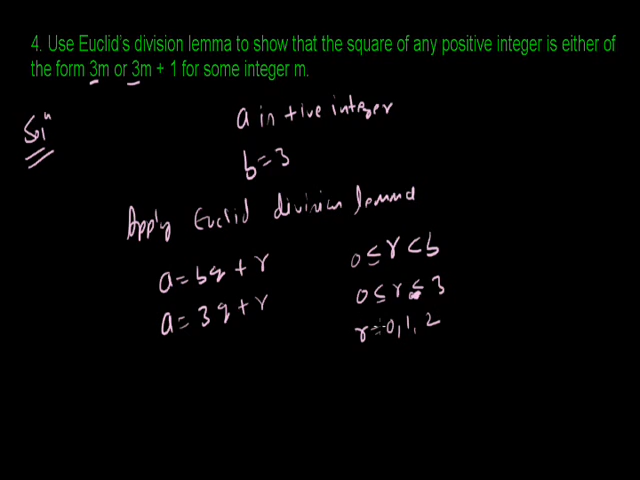 4. Use Euclid's division lemma to show that the square of any positive integer is either of
the form 3m or 3m + 1 for some integer m.
Solⁿ
a in +ive integer
b = 3
Apply Euclid division lemma
a = bq + r
0 ≤ r < b
a = 3q + r
0 ≤ r ≤ 3
r = 0, 1, 2